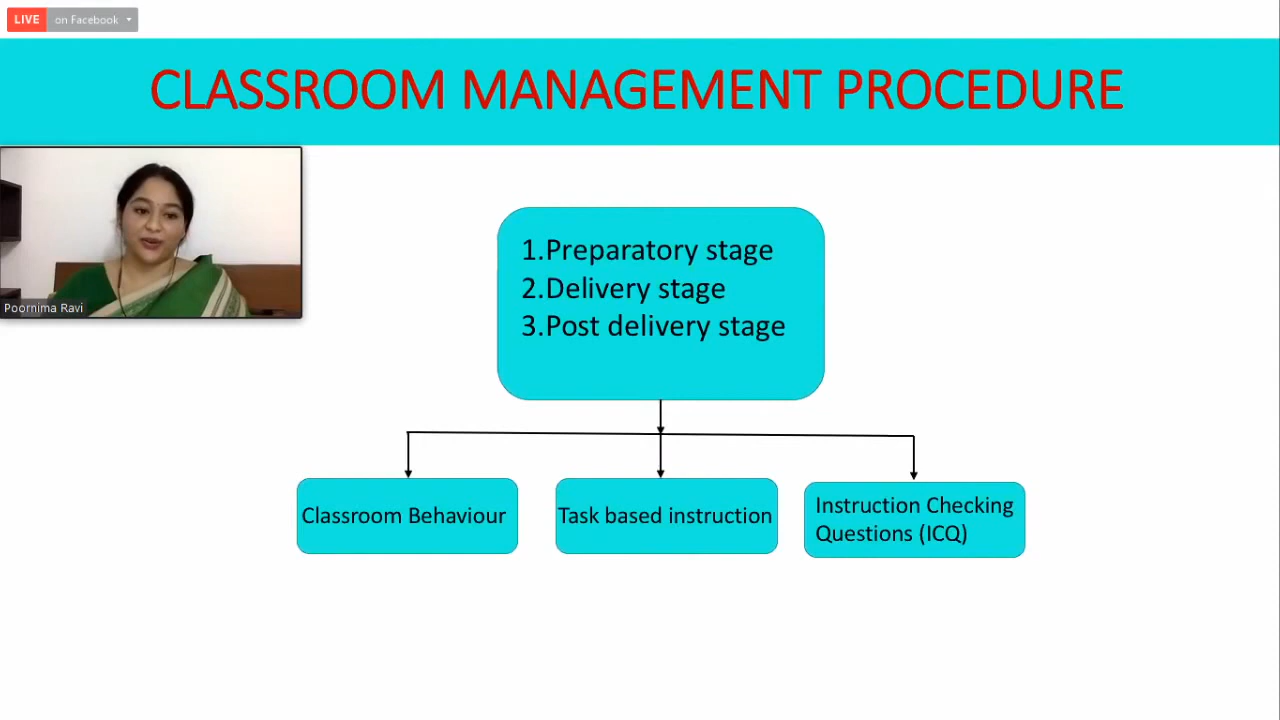 LIVE on Facebook
CLASSROOM MANAGEMENT PROCEDURE
Poornima Ravi
1.Preparatory stage
2.Delivery stage
3.Post delivery stage
Classroom Behaviour
Task based instruction
Instruction Checking
Questions (ICQ)